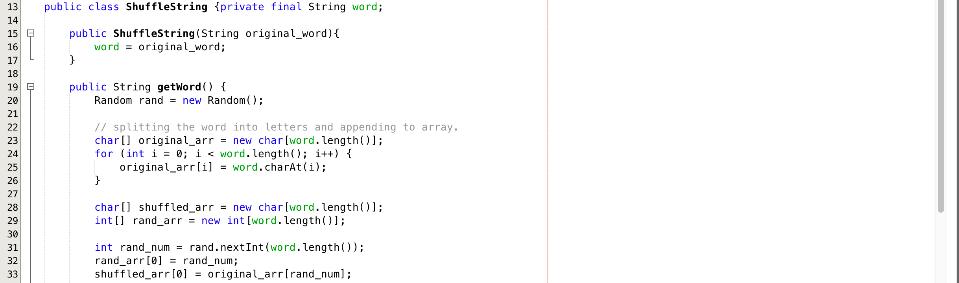 13 public class ShuffleString {private final String word;
14
15 public ShuffleString(String original_word){
16 word = original_word;
17 }
18
19 public String getWord() {
20 Random rand = new Random();
21
22 // splitting the word into letters and appending to array.
23 char[] original_arr = new char[word.length()];
24 for (int i = 0; i < word.length(); i++) {
25 original_arr[i] = word.charAt(i);
26 }
27
28 char[] shuffled_arr = new char[word.length()];
29 int[] rand_arr = new int[word.length()];
30
31 int rand_num = rand.nextInt(word.length());
32 rand_arr[0] = rand_num;
33 shuffled_arr[0] = original_arr[rand_num];